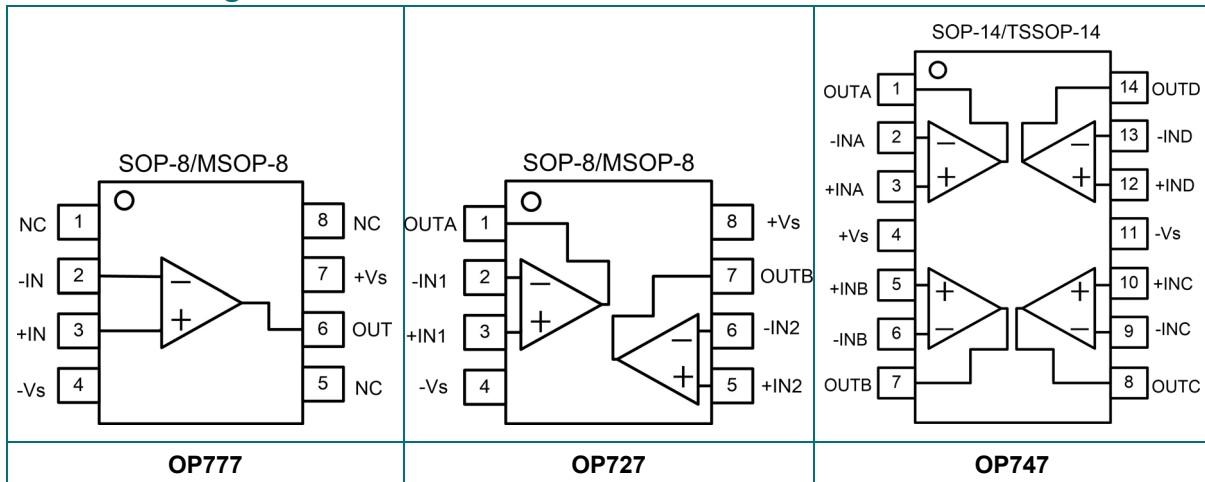 SOP-8/MSOP-8
NC 1
8 NC
-IN 2
7 +Vs
+IN 3
6 OUT
-Vs 4
5 NC
−
+
OP777
SOP-8/MSOP-8
OUTA 1
8 +Vs
-IN1 2
7 OUTB
+IN1 3
6 -IN2
-Vs 4
5 +IN2
−
+
−
+
OP727
SOP-14/TSSOP-14
OUTA 1
14 OUTD
-INA 2
13 -IND
+INA 3
12 +IND
+Vs 4
11 -Vs
+INB 5
10 +INC
-INB 6
9 -INC
OUTB 7
8 OUTC
−
+
−
+
+
−
+
−
OP747